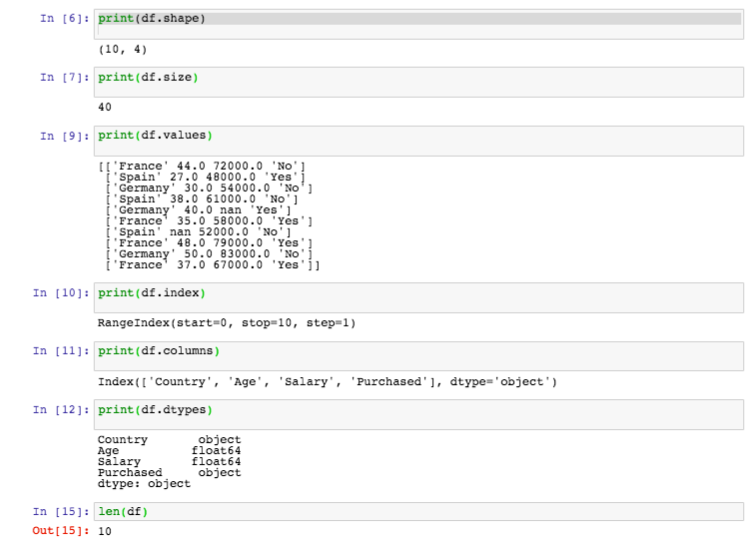 In [6]: print(df.shape)
(10, 4)
In [7]: print(df.size)
40
In [9]: print(df.values)
[['France' 44.0 72000.0 'No']
['Spain' 27.0 48000.0 'Yes']
['Germany' 30.0 54000.0 'No']
['Spain' 38.0 61000.0 'No']
['Germany' 40.0 nan 'Yes']
['France' 35.0 58000.0 'Yes']
['Spain' nan 52000.0 'No']
['France' 48.0 79000.0 'Yes']
['Germany' 50.0 83000.0 'No']
['France' 37.0 67000.0 'Yes']]
In [10]: print(df.index)
RangeIndex(start=0, stop=10, step=1)
In [11]: print(df.columns)
Index(['Country', 'Age', 'Salary', 'Purchased'], dtype='object')
In [12]: print(df.dtypes)
Country object
Age float64
Salary float64
Purchased object
dtype: object
In [15]: len(df)
Out[15]: 10